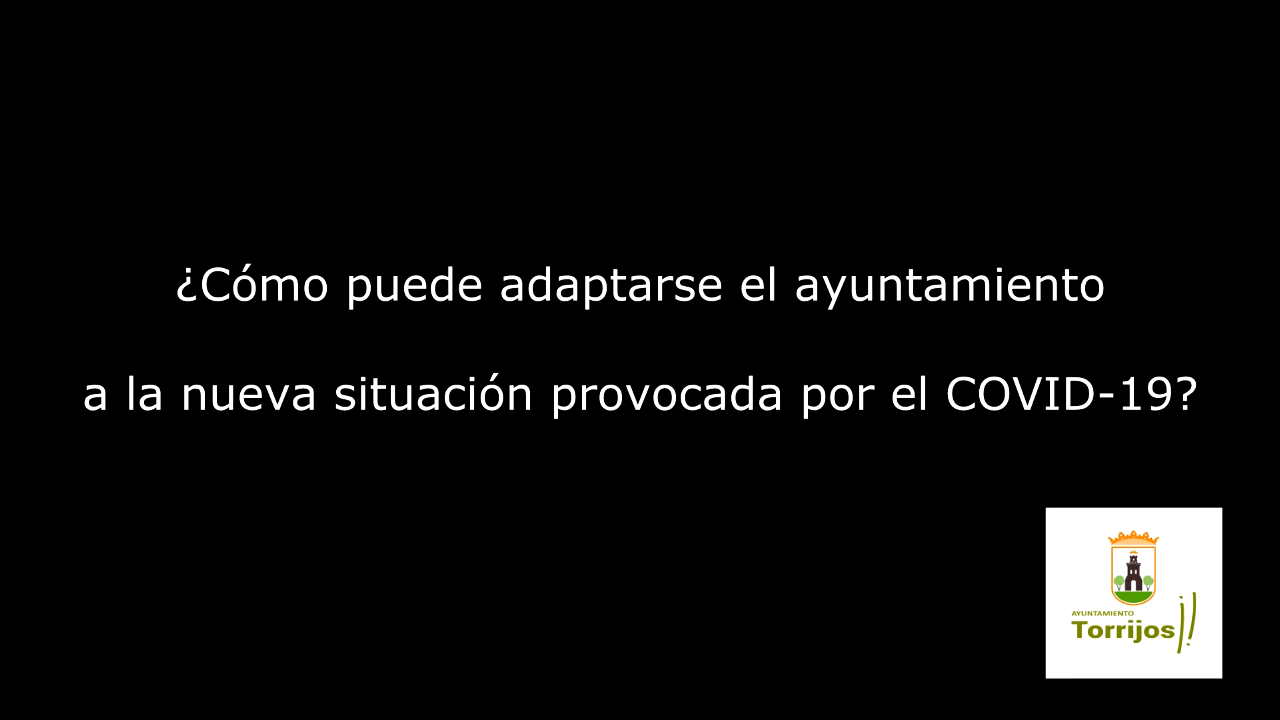 ¿Cómo puede adaptarse el ayuntamiento
a la nueva situación provocada por el COVID-19?
AYUNTAMIENTO
Torrijos